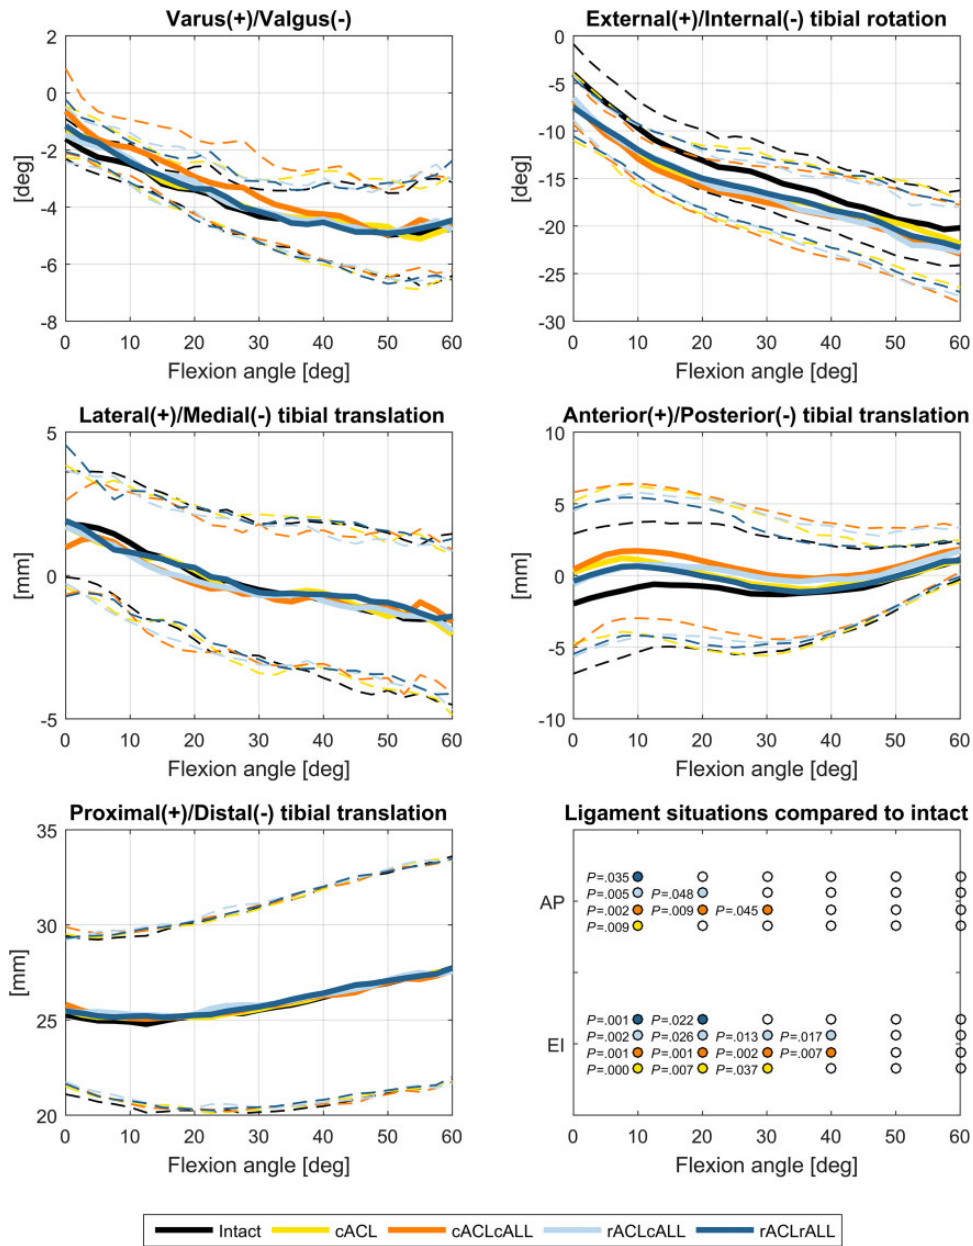 Varus(+)/Valgus(-)
2
0
-2
-4
-6
-8
[deg]
0 10 20 30 40 50 60
Flexion angle [deg]
External(+)/Internal(-) tibial rotation
0
-5
-10
-15
-20
-25
-30
[deg]
0 10 20 30 40 50 60
Flexion angle [deg]
Lateral(+)/Medial(-) tibial translation
5
0
-5
[mm]
0 10 20 30 40 50 60
Flexion angle [deg]
Anterior(+)/Posterior(-) tibial translation
10
5
0
-5
-10
[mm]
0 10 20 30 40 50 60
Flexion angle [deg]
Proximal(+)/Distal(-) tibial translation
35
30
25
20
[mm]
0 10 20 30 40 50 60
Flexion angle [deg]
Ligament situations compared to intact
AP
P=.035
P=.005 P=.048
P=.002 P=.009 P=.045
P=.009
EI
P=.001 P=.022
P=.002 P=.026 P=.013 P=.017
P=.001 P=.001 P=.002 P=.007
P=.000 P=.007 P=.037
0 10 20 30 40 50 60
Flexion angle [deg]
Intact cACL cACLcALL rACLcALL rACLrALL